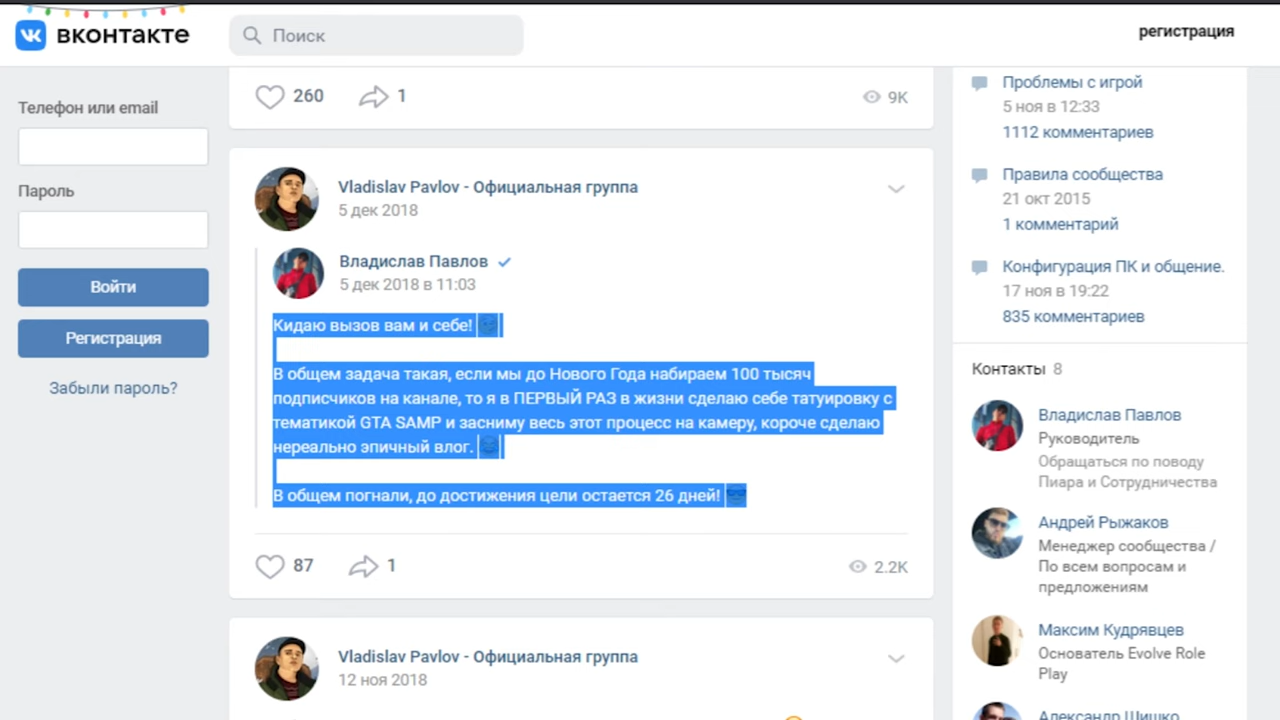 вконтакте
Поиск
регистрация
Телефон или email
Пароль
Войти
Регистрация
Забыли пароль?
260
1
9K
Vladislav Pavlov - Официальная группа
5 дек 2018
Владислав Павлов
5 дек 2018 в 11:03
Кидаю вызов вам и себе!
В общем задача такая, если мы до Нового Года набираем 100 тысяч
подписчиков на канале, то я в ПЕРВЫЙ РАЗ в жизни сделаю себе татуировку с
тематикой GTA SAMP и засниму весь этот процесс на камеру, короче сделаю
нереально эпичный влог.
В общем погнали, до достижения цели остается 26 дней!
87
1
2.2K
Vladislav Pavlov - Официальная группа
12 ноя 2018
Проблемы с игрой
5 ноя в 12:33
1112 комментариев
Правила сообщества
21 окт 2015
1 комментарий
Конфигурация ПК и общение.
17 ноя в 19:22
835 комментариев
Контакты 8
Владислав Павлов
Руководитель
Обращаться по поводу
Пиара и Сотрудничества
Андрей Рыжаков
Менеджер сообщества /
По всем вопросам и
предложениям
Максим Кудрявцев
Основатель Evolve Role
Play
Александр Шишко